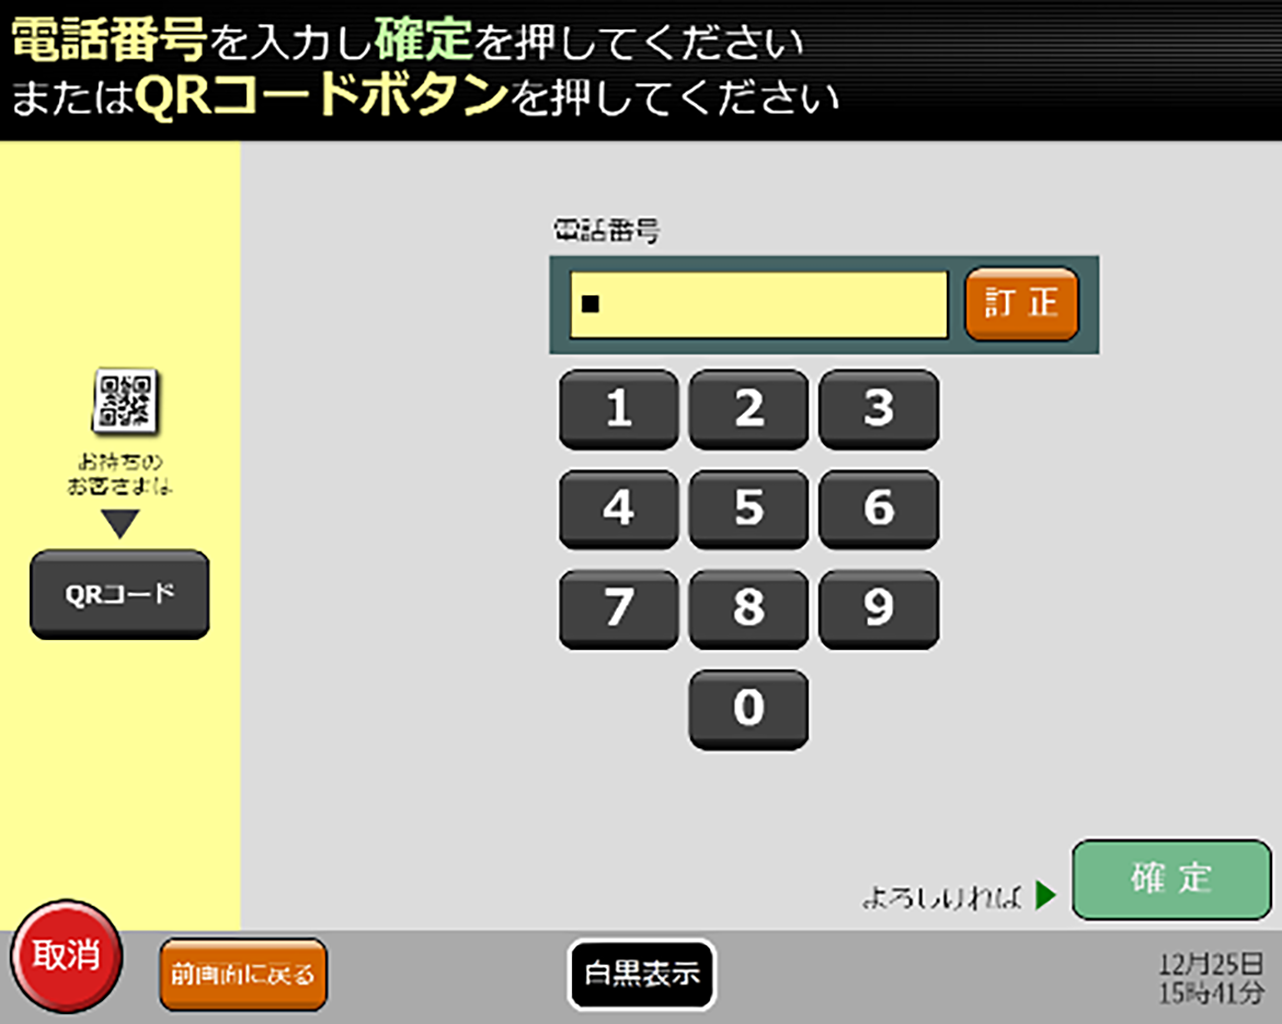 電話番号を入力し確定を押してください
またはQRコードボタンを押してください
電話番号
訂正
1 2 3
4 5 6
7 8 9
0
お持ちの
お客さまは
QRコード
よろしければ
確定
取消
前画面に戻る
白黒表示
12月25日
15時41分